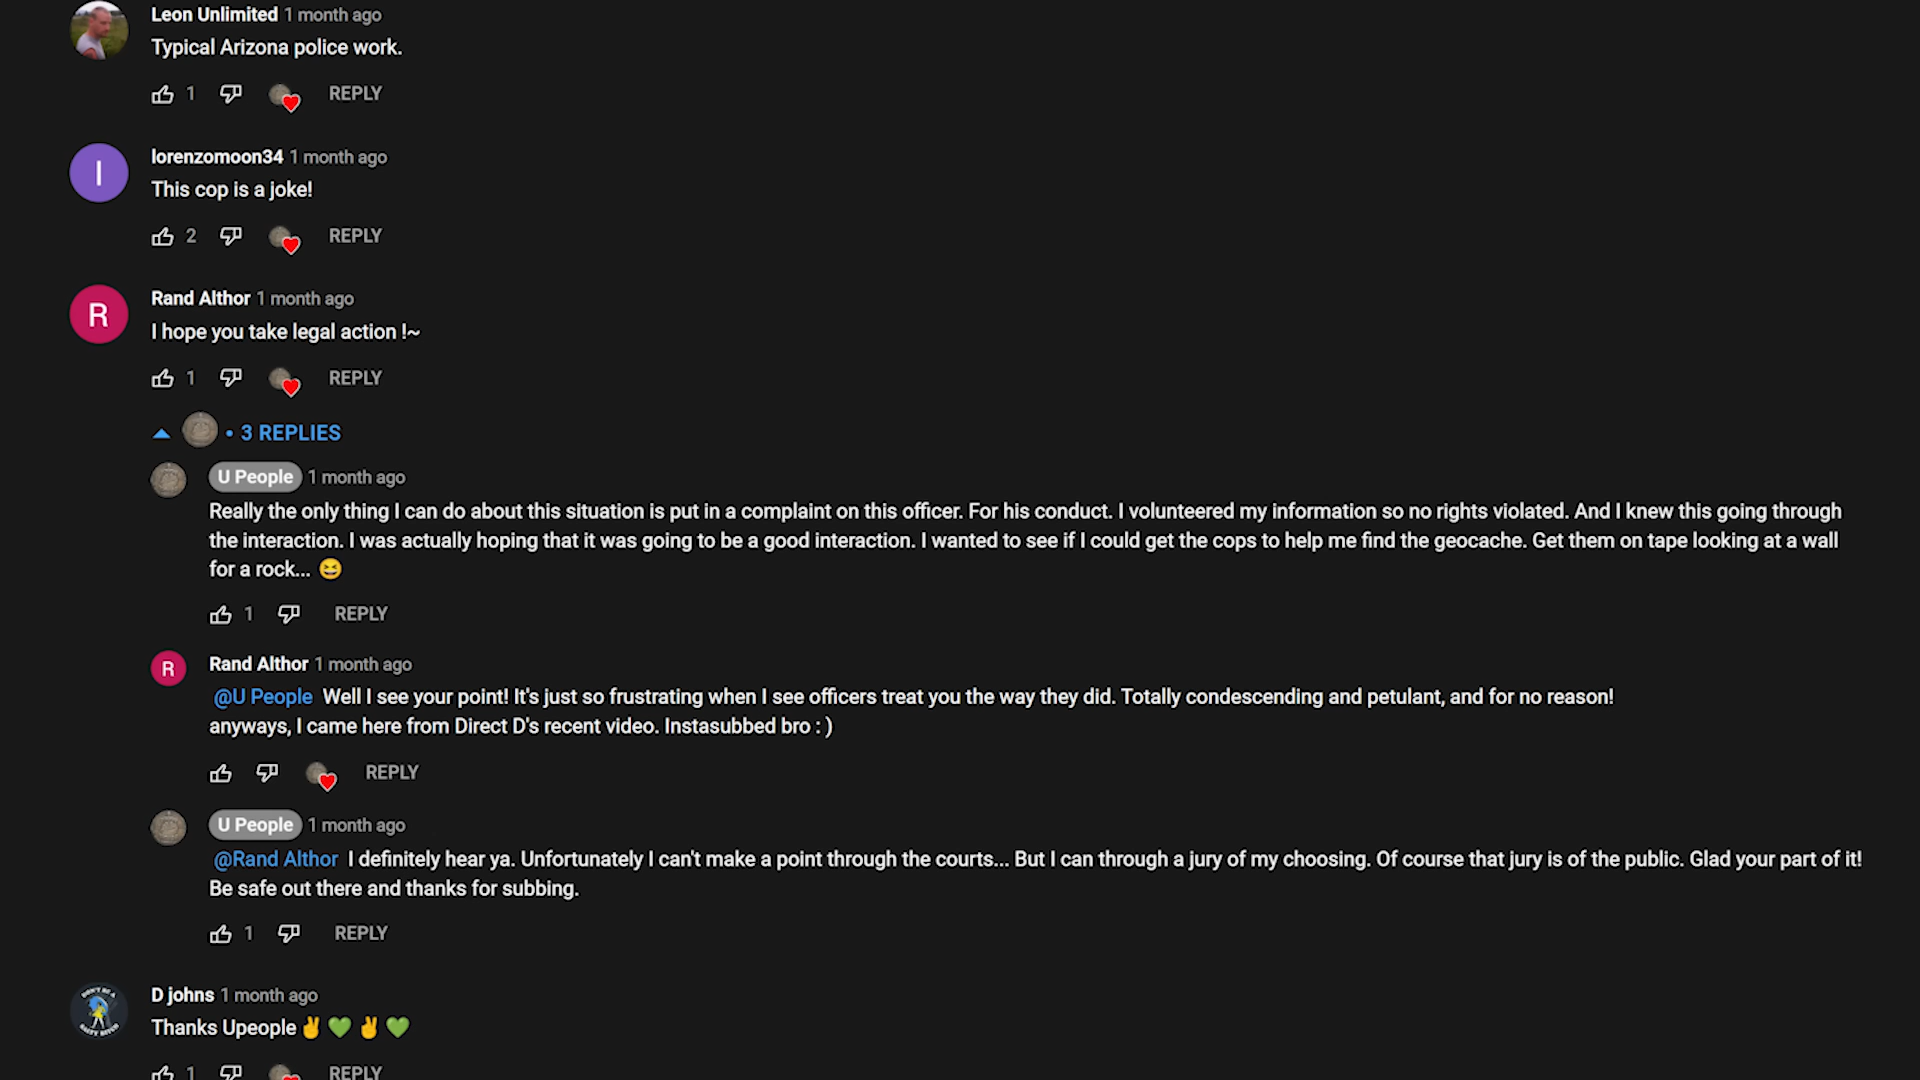 Leon Unlimited 1 month ago
Typical Arizona police work.
1 REPLY
l
lorenzomoon34 1 month ago
This cop is a joke!
2 REPLY
R
Rand Althor 1 month ago
I hope you take legal action !~
1 REPLY
• 3 REPLIES
U People 1 month ago
Really the only thing I can do about this situation is put in a complaint on this officer. For his conduct. I volunteered my information so no rights violated. And I knew this going through
the interaction. I was actually hoping that it was going to be a good interaction. I wanted to see if I could get the cops to help me find the geocache. Get them on tape looking at a wall
for a rock... 😆
1 REPLY
R
Rand Althor 1 month ago
@U People Well I see your point! It's just so frustrating when I see officers treat you the way they did. Totally condescending and petulant, and for no reason!
anyways, I came here from Direct D's recent video. Instasubbed bro : )
REPLY
U People 1 month ago
@Rand Althor I definitely hear ya. Unfortunately I can't make a point through the courts... But I can through a jury of my choosing. Of course that jury is of the public. Glad your part of it!
Be safe out there and thanks for subbing.
1 REPLY
D johns 1 month ago
Thanks Upeople✌️💚✌️💚
1 REPLY